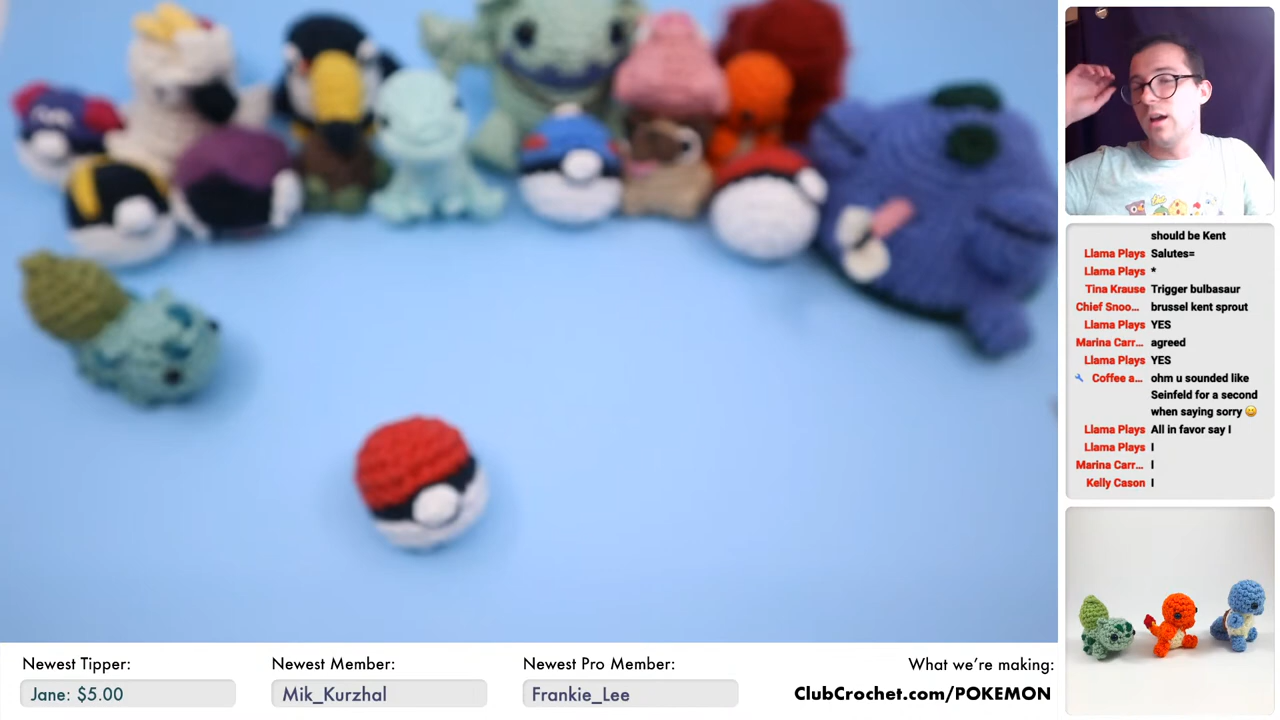 should be Kent
Llama Plays Salutes=
Llama Plays *
Tina Krause Trigger bulbasaur
Chief Snoo... brussel kent sprout
Llama Plays YES
Marina Carr... agreed
Llama Plays YES
Coffee a... ohm u sounded like
Seinfeld for a second
when saying sorry 😀
Llama Plays All in favor say I
Llama Plays I
Marina Carr... I
Kelly Cason I
Newest Tipper: Newest Member: Newest Pro Member: What we're making:
Jane: $5.00 Mik_Kurzhal Frankie_Lee ClubCrochet.com/POKEMON